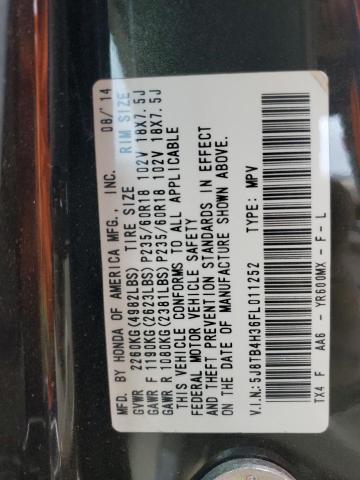 MFD. BY HONDA OF AMERICA MFG., INC. 08/'14
GVWR 2260KG(4982LBS) TIRE SIZE RIM SIZE
GAWR F 1190KG(2623LBS) P235/60R18 102V 18X7.5J
GAWR R 1080KG(2381LBS) P235/60R18 102V 18X7.5J
THIS VEHICLE CONFORMS TO ALL APPLICABLE
FEDERAL MOTOR VEHICLE SAFETY
AND THEFT PREVENTION STANDARDS IN EFFECT
ON THE DATE OF MANUFACTURE SHOWN ABOVE.
V.I.N.:5J8TB4H36FL011252 TYPE: MPV
TX4 F AA6 - YR600MX - F - L